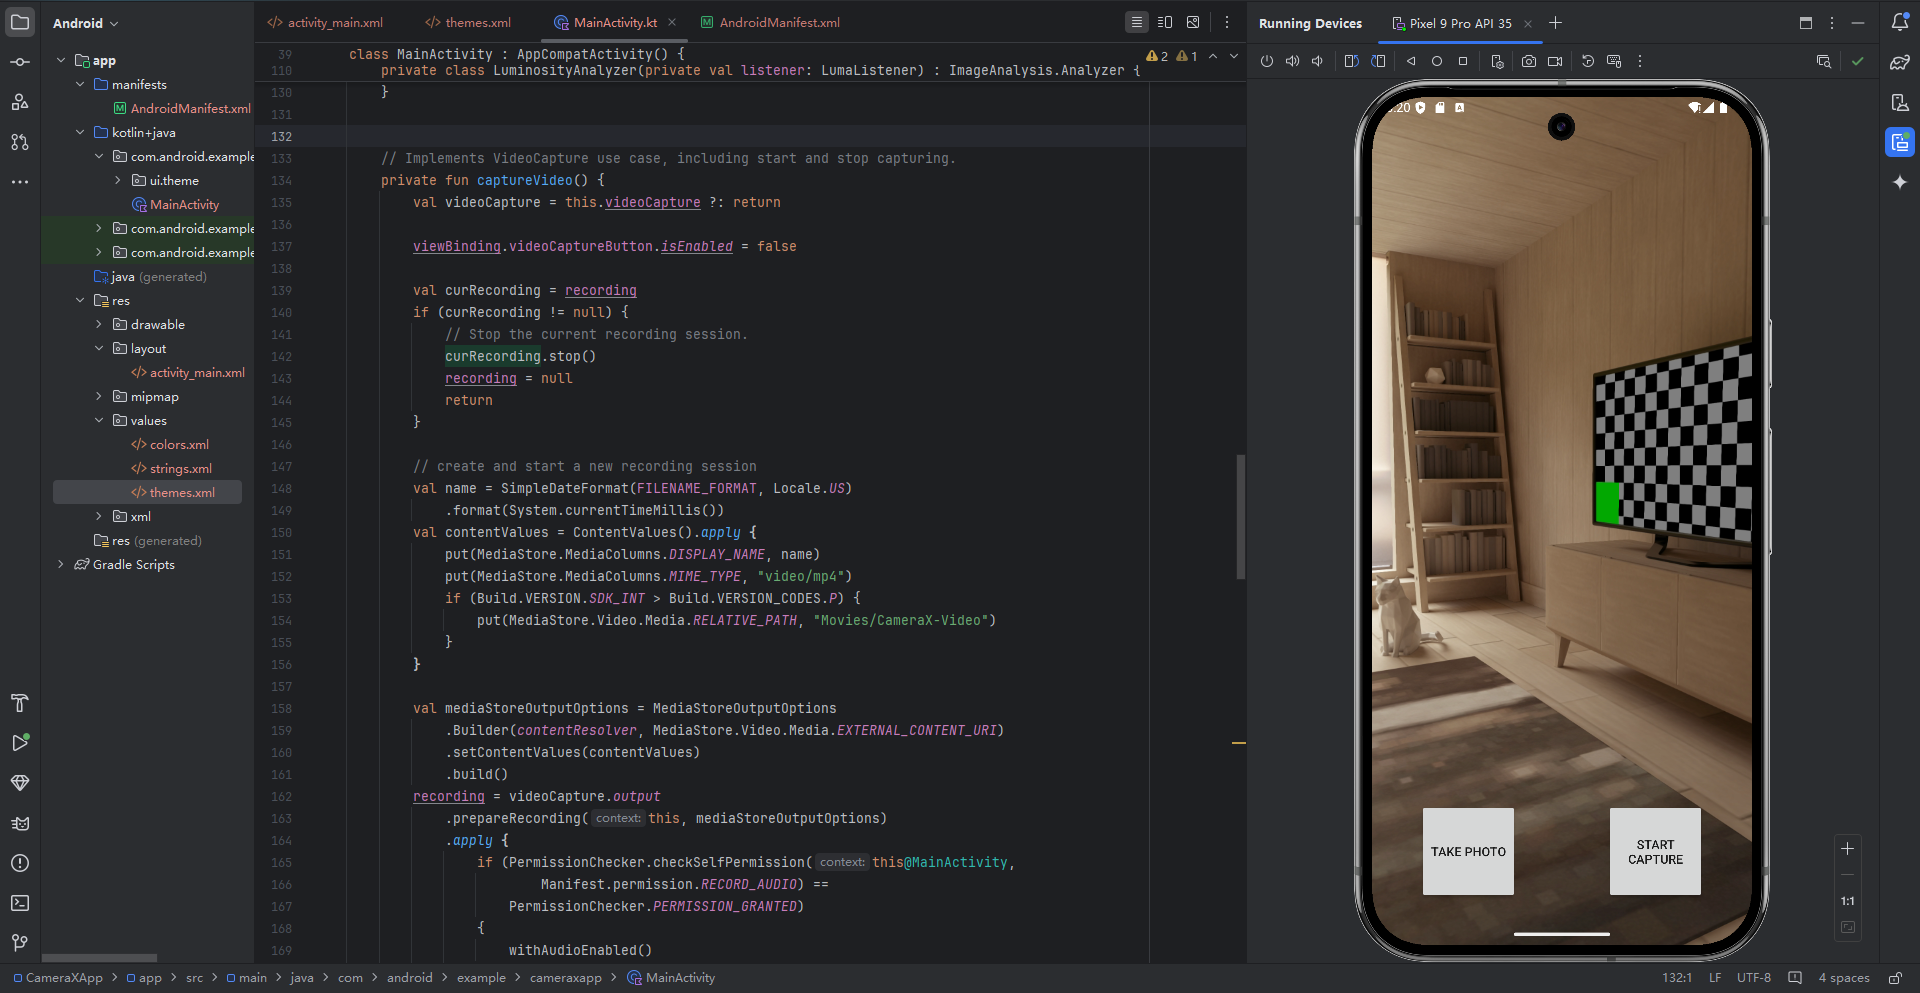 Android
activity_main.xml
themes.xml
MainActivity.kt
AndroidManifest.xml
Running Devices
Pixel 9 Pro API 35
app
manifests
AndroidManifest.xml
kotlin+java
com.android.example
ui.theme
MainActivity
com.android.example
com.android.example
java (generated)
res
drawable
layout
activity_main.xml
mipmap
values
colors.xml
strings.xml
themes.xml
xml
res (generated)
Gradle Scripts
39 class MainActivity : AppCompatActivity() {
2 1
110 private class LuminosityAnalyzer(private val listener: LumaListener) : ImageAnalysis.Analyzer {
130 }
131
132
133 // Implements VideoCapture use case, including start and stop capturing.
134 private fun captureVideo() {
135 val videoCapture = this.videoCapture ?: return
136
137 viewBinding.videoCaptureButton.isEnabled = false
138
139 val curRecording = recording
140 if (curRecording != null) {
141 // Stop the current recording session.
142 curRecording.stop()
143 recording = null
144 return
145 }
146
147 // create and start a new recording session
148 val name = SimpleDateFormat(FILENAME_FORMAT, Locale.US)
149 .format(System.currentTimeMillis())
150 val contentValues = ContentValues().apply {
151 put(MediaStore.MediaColumns.DISPLAY_NAME, name)
152 put(MediaStore.MediaColumns.MIME_TYPE, "video/mp4")
153 if (Build.VERSION.SDK_INT > Build.VERSION_CODES.P) {
154 put(MediaStore.Video.Media.RELATIVE_PATH, "Movies/CameraX-Video")
155 }
156 }
157
158 val mediaStoreOutputOptions = MediaStoreOutputOptions
159 .Builder(contentResolver, MediaStore.Video.Media.EXTERNAL_CONTENT_URI)
160 .setContentValues(contentValues)
161 .build()
162 recording = videoCapture.output
163 .prepareRecording( context: this, mediaStoreOutputOptions)
164 .apply {
165 if (PermissionChecker.checkSelfPermission( context: this@MainActivity,
166 Manifest.permission.RECORD_AUDIO) ==
167 PermissionChecker.PERMISSION_GRANTED)
168 {
169 withAudioEnabled()
:20
TAKE PHOTO
START
CAPTURE
1:1
CameraXApp > app > src > main > java > com > android > example > cameraxapp > MainActivity
132:1 LF UTF-8 4 spaces